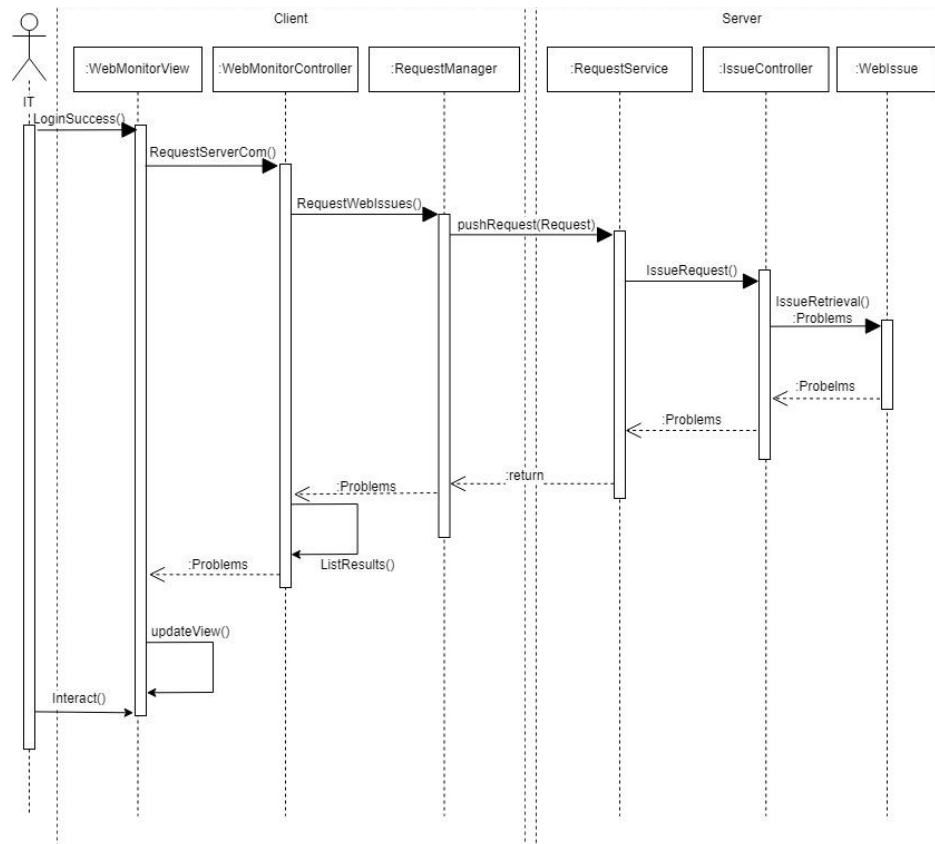 Client
Server
:WebMonitorView
:WebMonitorController
:RequestManager
:RequestService
:IssueController
:WebIssue
IT
LoginSuccess()
RequestServerCom()
RequestWebIssues()
pushRequest(Request)
IssueRequest()
IssueRetrieval()
:Problems
:Probelms
:Problems
:return
:Problems
ListResults()
:Problems
updateView()
Interact()